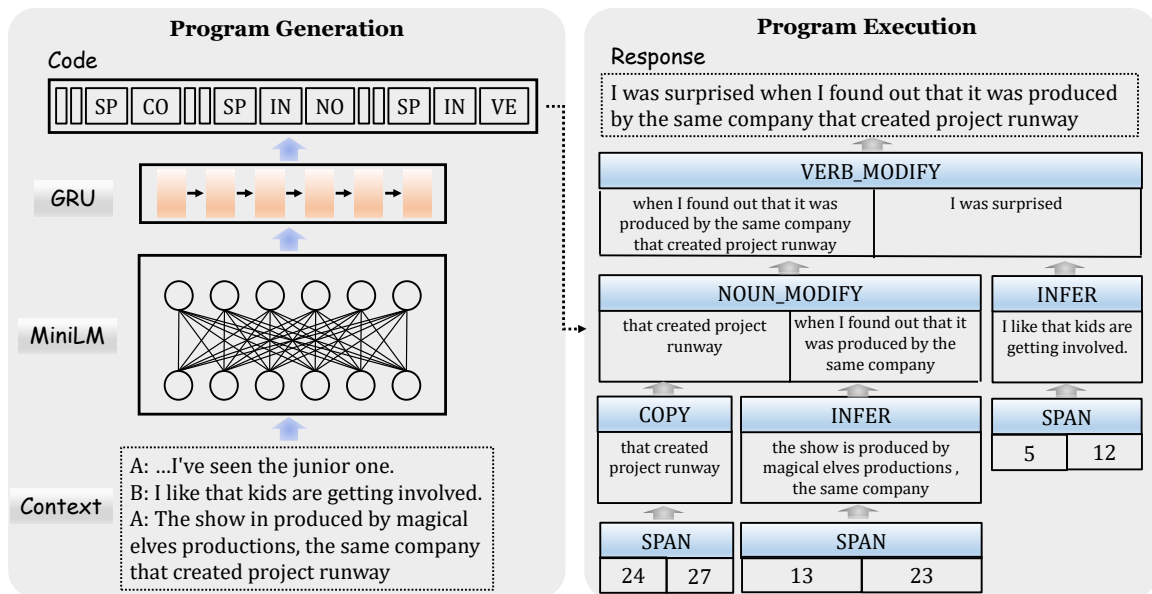 Program Generation
Code
SP CO SP IN NO SP IN VE
GRU
MiniLM
Context
A: ...I've seen the junior one.
B: I like that kids are getting involved.
A: The show in produced by magical
elves productions, the same company
that created project runway
Program Execution
Response
I was surprised when I found out that it was produced
by the same company that created project runway
VERB_MODIFY
when I found out that it was
produced by the same company
that created project runway
I was surprised
NOUN_MODIFY
that created project
runway
when I found out that it
was produced by the
same company
INFER
I like that kids are
getting involved.
COPY
that created
project runway
INFER
the show is produced by
magical elves productions ,
the same company
SPAN
5 12
SPAN
24 27
SPAN
13 23